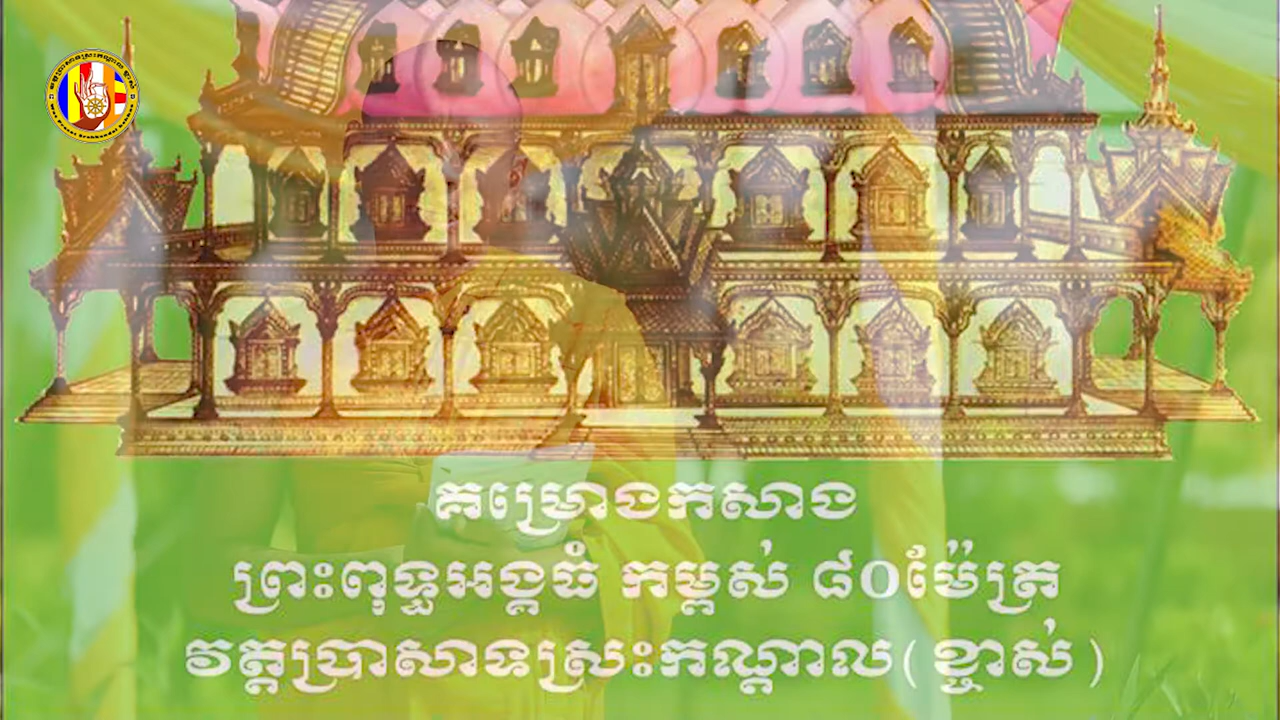 គម្រោងកសាង
ព្រះពុទ្ធអង្គធំ កម្ពស់ ៨០ម៉ែត្រ
វត្តប្រាសាទស្រះកណ្តាល(ខ្ចាស់)